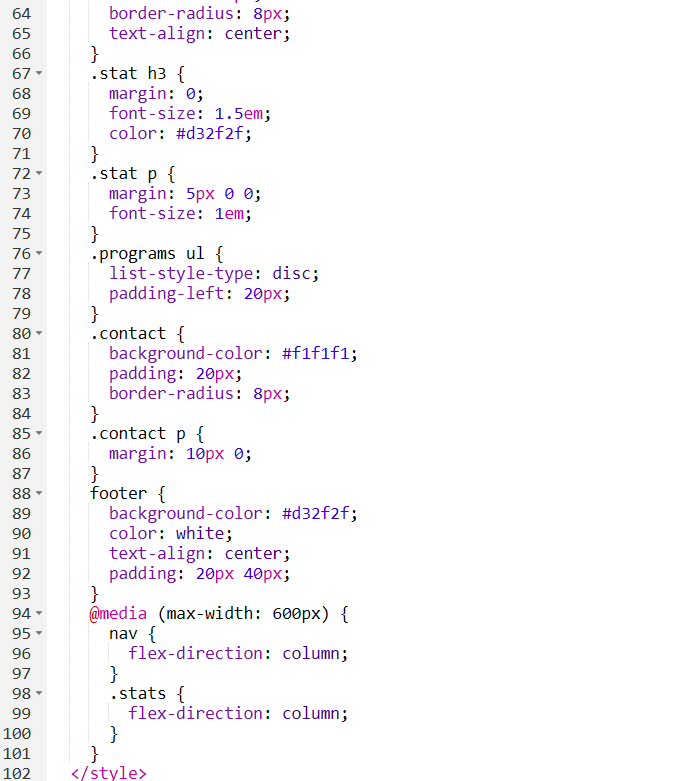 64 border-radius: 8px;
65 text-align: center;
66 }
67 .stat h3 {
68 margin: 0;
69 font-size: 1.5em;
70 color: #d32f2f;
71 }
72 .stat p {
73 margin: 5px 0 0;
74 font-size: 1em;
75 }
76 .programs ul {
77 list-style-type: disc;
78 padding-left: 20px;
79 }
80 .contact {
81 background-color: #f1f1f1;
82 padding: 20px;
83 border-radius: 8px;
84 }
85 .contact p {
86 margin: 10px 0;
87 }
88 footer {
89 background-color: #d32f2f;
90 color: white;
91 text-align: center;
92 padding: 20px 40px;
93 }
94 @media (max-width: 600px) {
95 nav {
96 flex-direction: column;
97 }
98 .stats {
99 flex-direction: column;
100 }
101 }
102 </style>